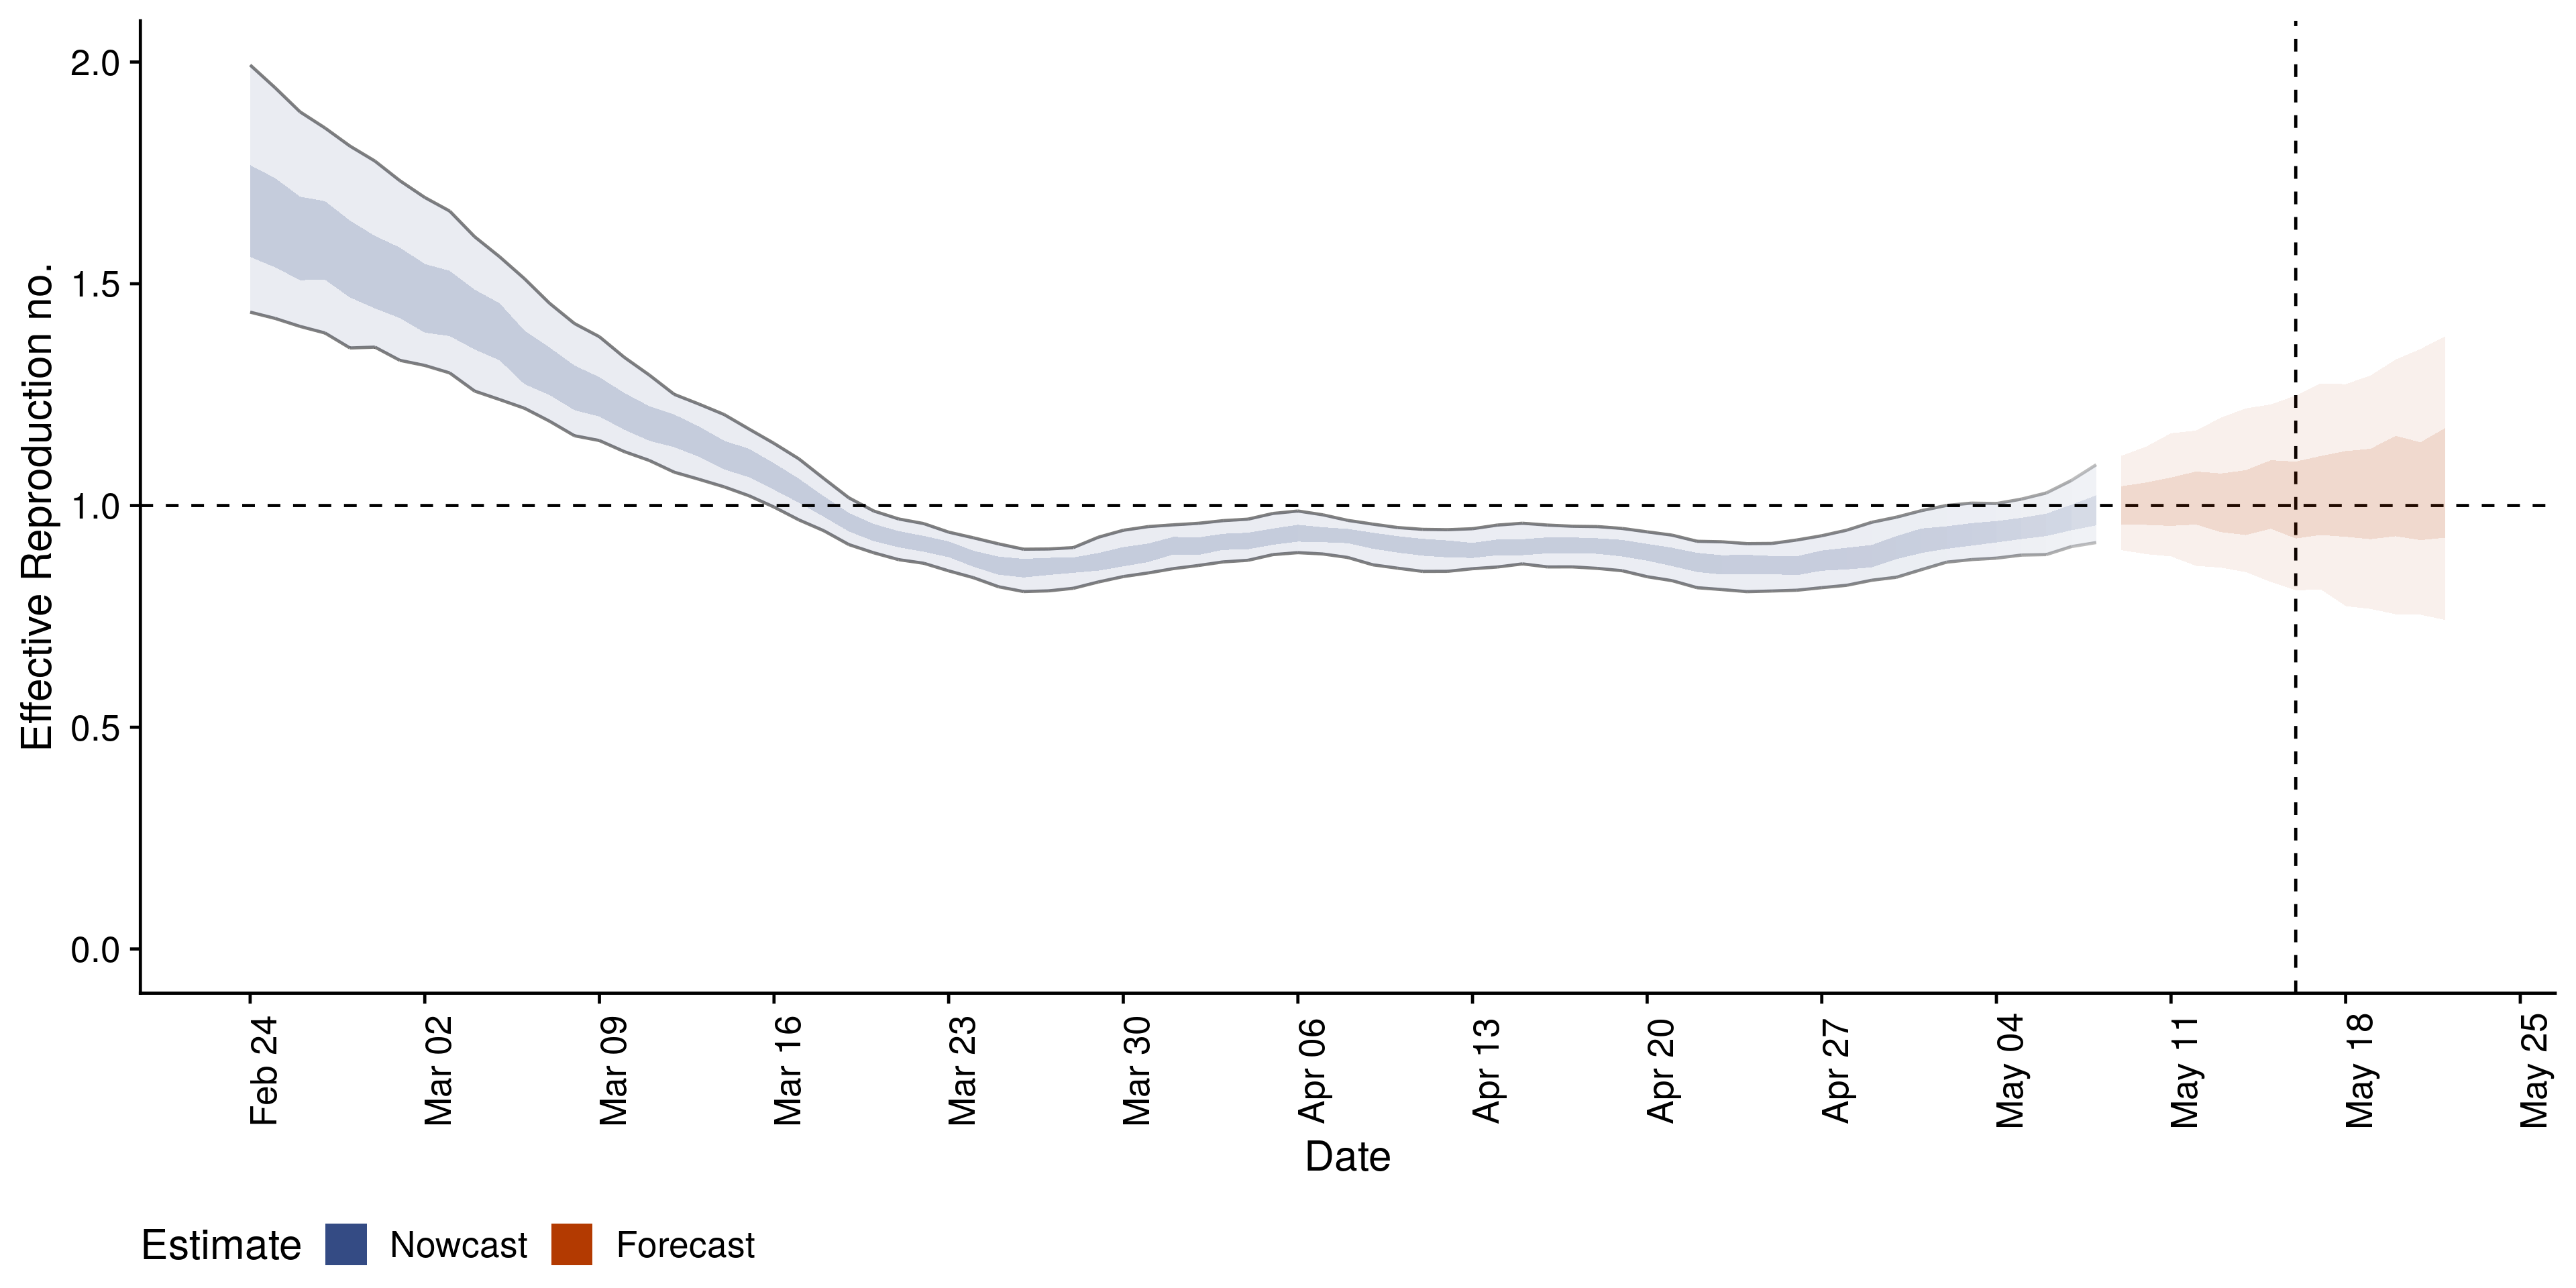 Effective Reproduction no.
2.0
1.5
1.0
0.5
0.0
Feb 24
Mar 02
Mar 09
Mar 16
Mar 23
Mar 30
Apr 06
Apr 13
Apr 20
Apr 27
May 04
May 11
May 18
May 25
Date
Estimate Nowcast Forecast